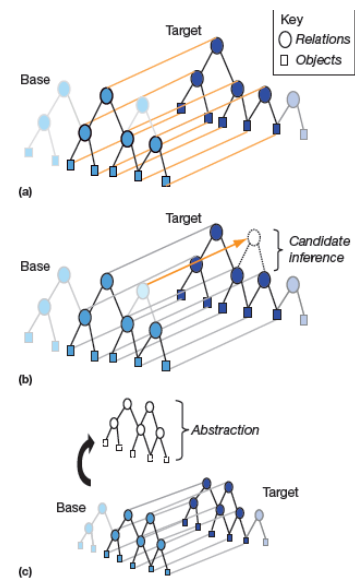 Key
Relations
Objects
Target
Base
(a)
Target
Candidate
inference
Base
(b)
Abstraction
Base
Target
(c)